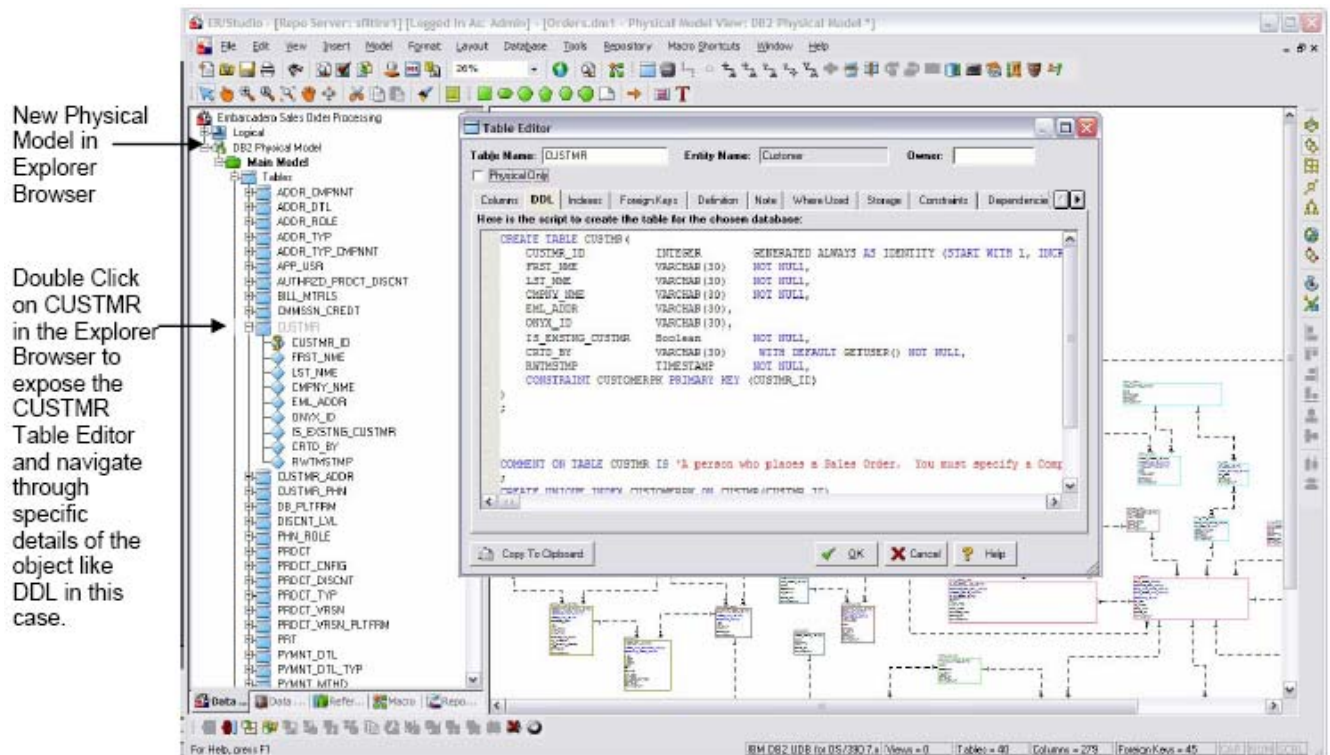 New Physical
Model in
Explorer
Browser
Double Click
on CUSTMR
in the Explorer
Browser to
expose the
CUSTMR
Table Editor
and navigate
through
specific
details of the
object like
DDL in this
case.
ER/Studio - [Repo Server: sfltire1] [Logged In As: Admin] - [Orders.dm1 - Physical Model View: DB2 Physical Model *]
File Edit View Insert Model Format Layout Database Tools Repository Macro Shortcuts Window Help
26%
Embarcadero Sales Order Processing
Logical
DB2 Physical Model
Main Model
Tables
ADDR_CMPNNT
ADDR_DTL
ADDR_ROLE
ADDR_TYP
ADDR_TYP_CMPNNT
APP_USR
AUTHRZD_PRDCT_DISCNT
BILL_MTRLS
CMMSSN_CREDT
CUSTMR
CUSTMR_ID
FRST_NME
LST_NME
CMPNY_NME
EML_ADDR
ONYX_ID
IS_EXSTNG_CUSTMR
CRTD_BY
RWTMSTMP
CUSTMR_ADDR
CUSTMR_PHN
DB_PLTFRM
DISCNT_LVL
PHN_ROLE
PRDCT
PRDCT_CNFIG
PRDCT_DISCNT
PRDCT_TYP
PRDCT_VRSN
PRDCT_VRSN_PLTFRM
PRT
PYMNT_DTL
PYMNT_DTL_TYP
PYMNT_MTHD
Data ... Data ... Refer... Macro Repo...
Table Editor
Table Name: CUSTMR Entity Name: Customer Owner:
Physical Only
Columns DDL Indexes Foreign Keys Definition Note Where Used Storage Constraints Dependencie
Here is the script to create the table for the chosen database:
CREATE TABLE CUSTMR(
CUSTMR_ID INTEGER GENERATED ALWAYS AS IDENTITY (START WITH 1, INCR
FRST_NME VARCHAR(30) NOT NULL,
LST_NME VARCHAR(30) NOT NULL,
CMPNY_NME VARCHAR(30) NOT NULL,
EML_ADDR VARCHAR(30),
ONYX_ID VARCHAR(30),
IS_EXSTNG_CUSTMR Boolean NOT NULL,
CRTD_BY VARCHAR(30) WITH DEFAULT GETUSER() NOT NULL,
RWTMSTMP TIMESTAMP NOT NULL,
CONSTRAINT CUSTOMERPK PRIMARY KEY (CUSTMR_ID)
)
;
COMMENT ON TABLE CUSTMR IS 'A person who places a Sales Order. You must specify a Comp
;
CREATE UNIQUE INDEX CUSTOMERPK ON CUSTMR(CUSTMR_ID)
Copy To Clipboard OK Cancel Help
For Help, press F1
IBM DB2 UDB for OS/390 7.x Views = 0 Tables = 40 Columns = 279 Foreign Keys = 45